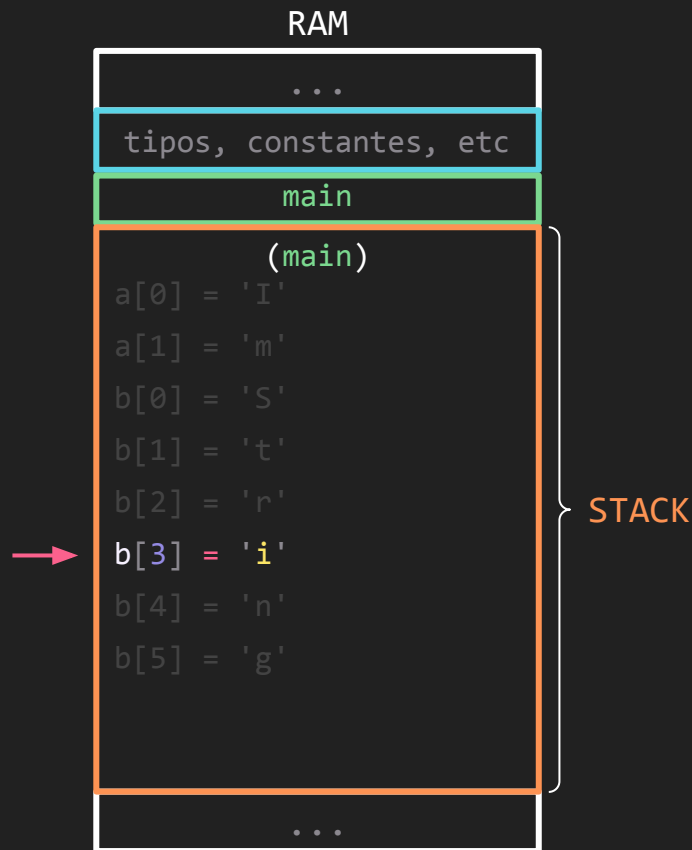 RAM
...
tipos, constantes, etc
main
(main)
a[0] = 'I'
a[1] = 'm'
b[0] = 'S'
b[1] = 't'
b[2] = 'r'
b[3] = 'i'
b[4] = 'n'
b[5] = 'g'
STACK
...